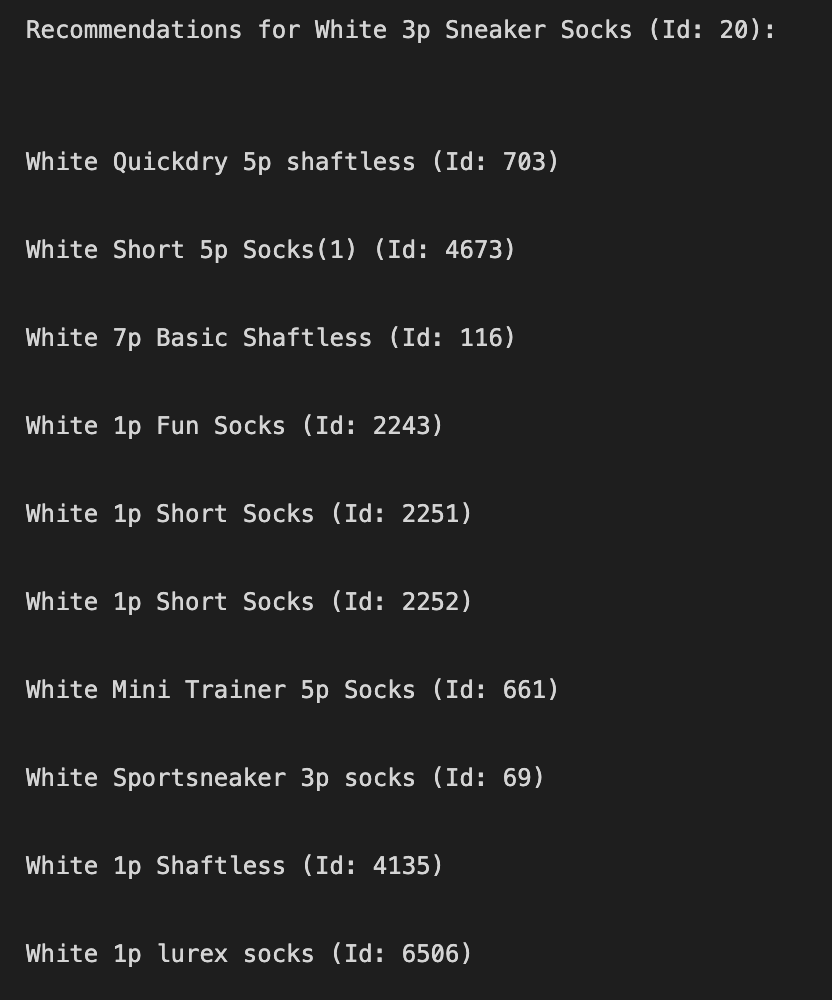 Recommendations for White 3p Sneaker Socks (Id: 20):
White Quickdry 5p shaftless (Id: 703)
White Short 5p Socks(1) (Id: 4673)
White 7p Basic Shaftless (Id: 116)
White 1p Fun Socks (Id: 2243)
White 1p Short Socks (Id: 2251)
White 1p Short Socks (Id: 2252)
White Mini Trainer 5p Socks (Id: 661)
White Sportsneaker 3p socks (Id: 69)
White 1p Shaftless (Id: 4135)
White 1p lurex socks (Id: 6506)